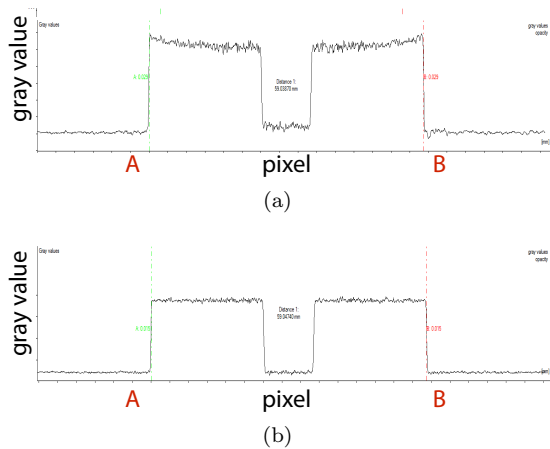 Gray values
gray values
opacity
gray value
A: 0.029
Distance 1:
59.03870 mm
B: 0.029
[mm]
A
pixel
B
(a)
Gray values
gray values
opacity
gray value
A: 0.015
Distance 1:
59.04740 mm
B: 0.015
[mm]
A
pixel
B
(b)